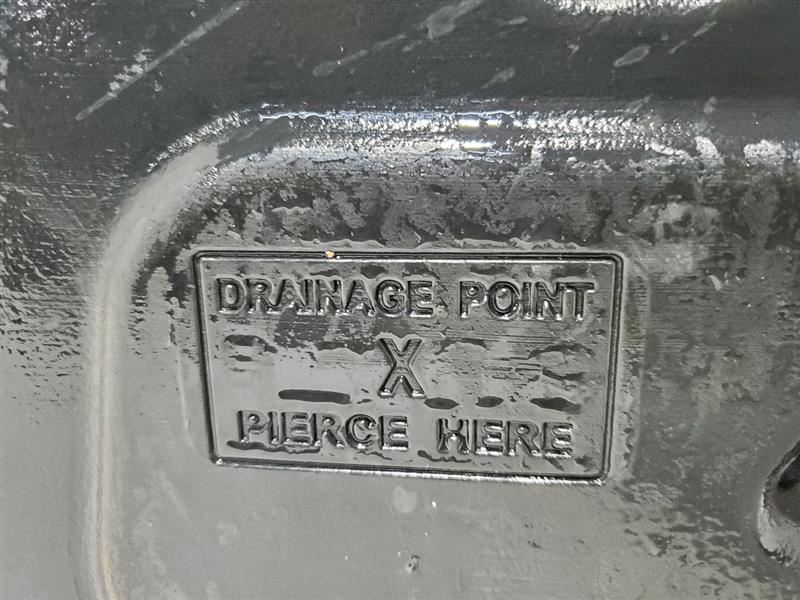 DRAINAGE POINT
X
PIERCE HERE